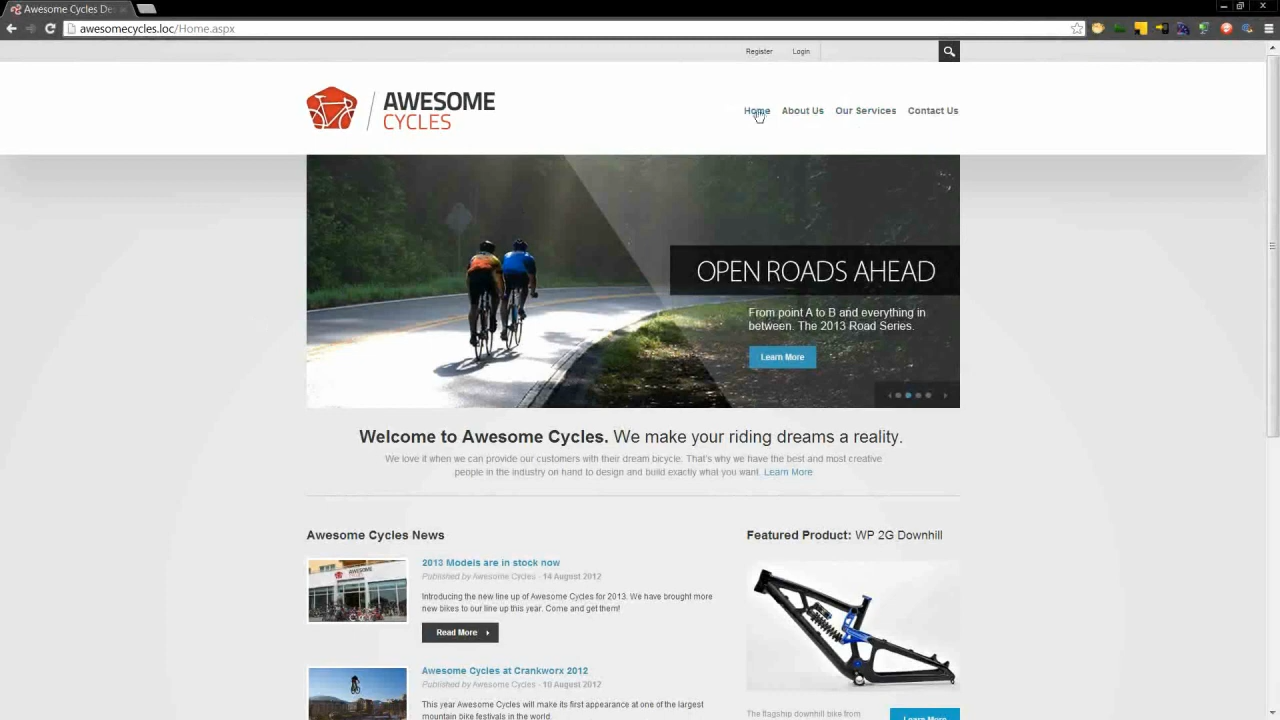 Awesome Cycles De
awesomecycles.loc/Home.aspx
Register Login
AWESOME
CYCLES
Home About Us Our Services Contact Us
OPEN ROADS AHEAD
From point A to B and everything in
between. The 2013 Road Series.
Learn More
Welcome to Awesome Cycles. We make your riding dreams a reality.
We love it when we can provide our customers with their dream bicycle. That's why we have the best and most creative
people in the industry on hand to design and build exactly what you want. Learn More
Awesome Cycles News
2013 Models are in stock now
Published by Awesome Cycles - 14 August 2012
Introducing the new line up of Awesome Cycles for 2013. We have brought more
new bikes to our line up this year. Come and get them!
Read More
Awesome Cycles at Crankworx 2012
Published by Awesome Cycles - 10 August 2012
This year Awesome Cycles will make its first appearance at one of the largest
mountain bike festivals in the world.
Featured Product: WP 2G Downhill
The flagship downhill bike from
Learn More